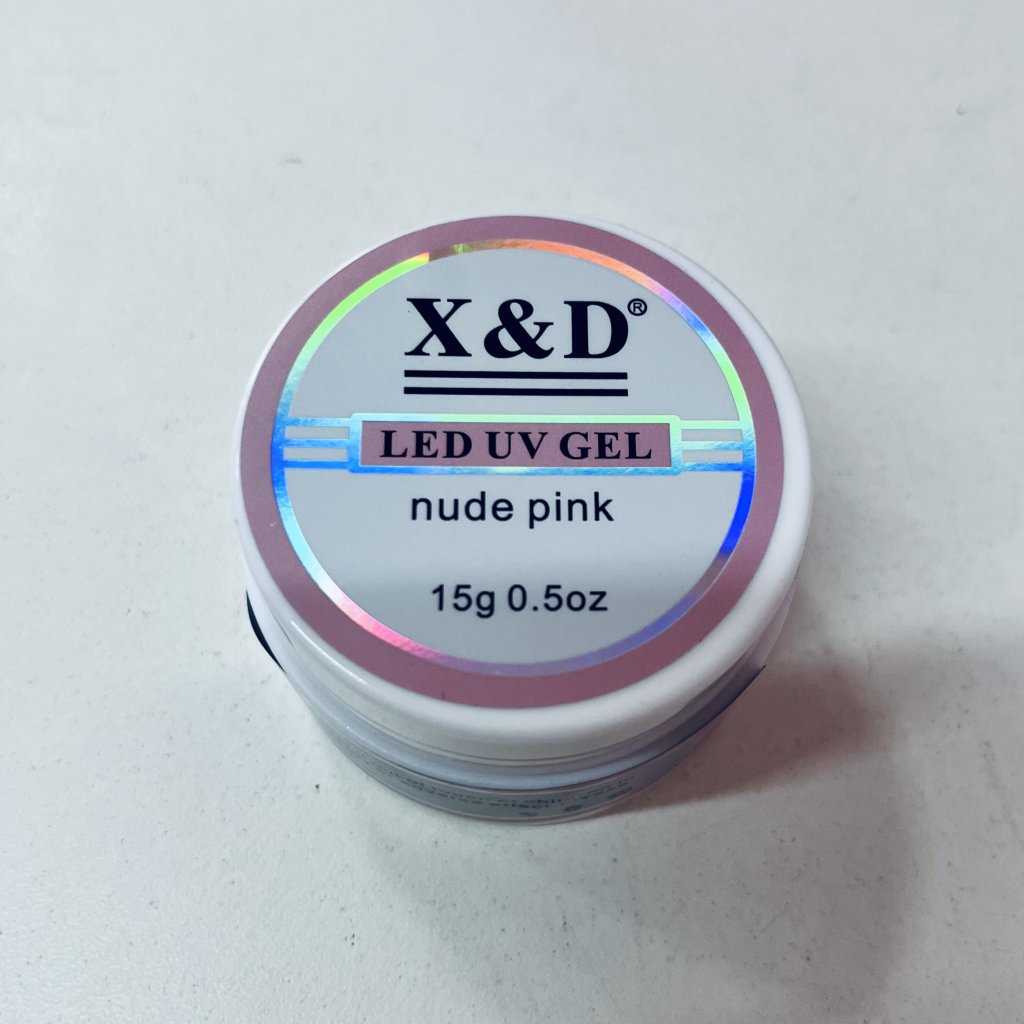 X&D®
LED UV GEL
nude pink
15g 0.5oz